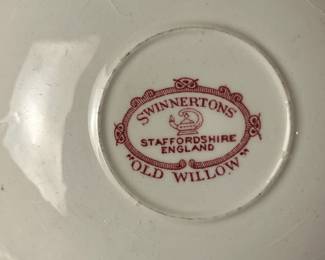 SWINNERTONS
STAFFORDSHIRE
ENGLAND
"OLD WILLOW"